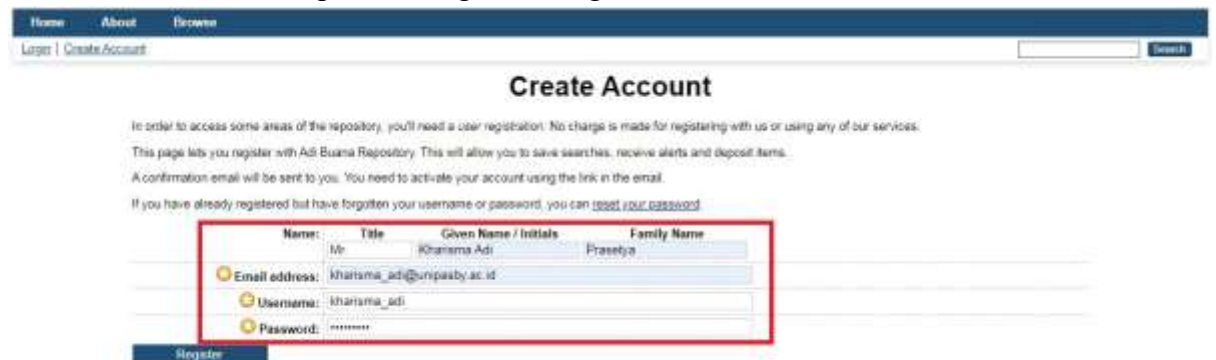 Home About Browse
Login | Create Account Search
Create Account
In order to access some areas of the repository, you'll need a user registration. No charge is made for registering with us or using any of our services.
This page lets you register with Adi Buana Repository. This will allow you to save searches, receive alerts and deposit items.
A confirmation email will be sent to you. You need to activate your account using the link in the email.
If you have already registered but have forgotten your username or password, you can reset your password.
Name: Title Given Name / Initials Family Name
Mr Kharisma Adi Prasetya
Email address: kharisma_adi@unipasby.ac.id
Username: kharisma_adi
Password: •••••••••
Register